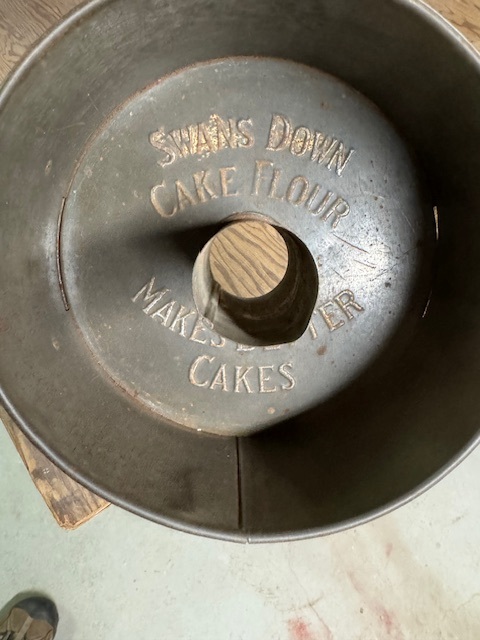 SWANS DOWN
CAKE FLOUR
MAKES BETTER
CAKES